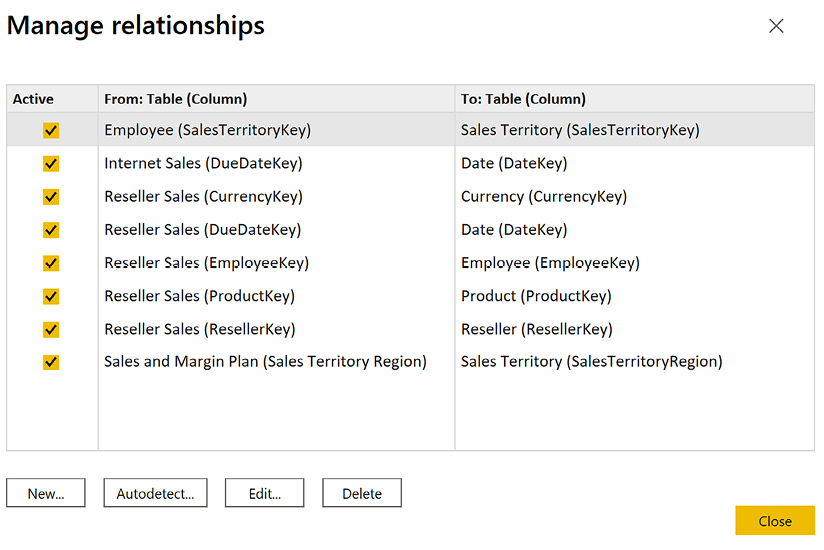 Manage relationships
Active From: Table (Column) To: Table (Column)
Employee (SalesTerritoryKey) Sales Territory (SalesTerritoryKey)
Internet Sales (DueDateKey) Date (DateKey)
Reseller Sales (CurrencyKey) Currency (CurrencyKey)
Reseller Sales (DueDateKey) Date (DateKey)
Reseller Sales (EmployeeKey) Employee (EmployeeKey)
Reseller Sales (ProductKey) Product (ProductKey)
Reseller Sales (ResellerKey) Reseller (ResellerKey)
Sales and Margin Plan (Sales Territory Region) Sales Territory (SalesTerritoryRegion)
New... Autodetect... Edit... Delete
Close